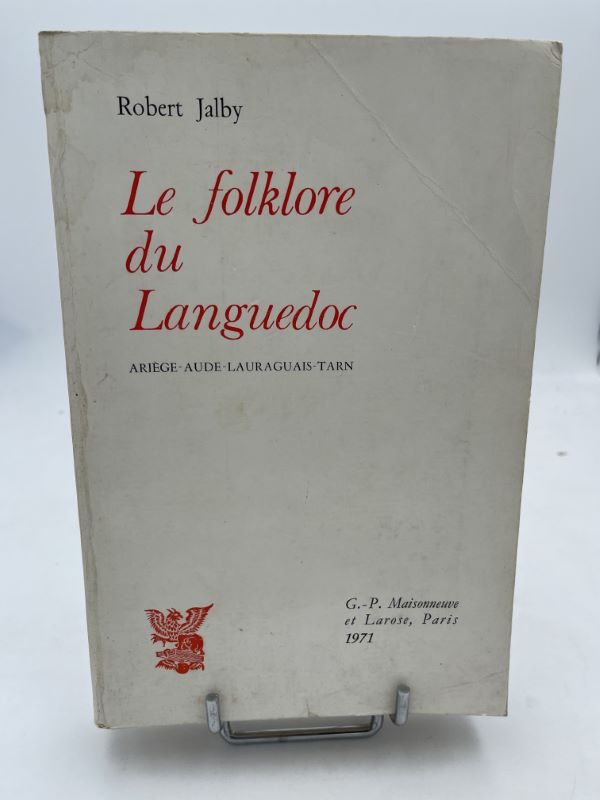 Robert Jalby
Le folklore
du
Languedoc
ARIÈGE-AUDE-LAURAGUAIS-TARN
G.-P. Maisonneuve
et Larose, Paris
1971